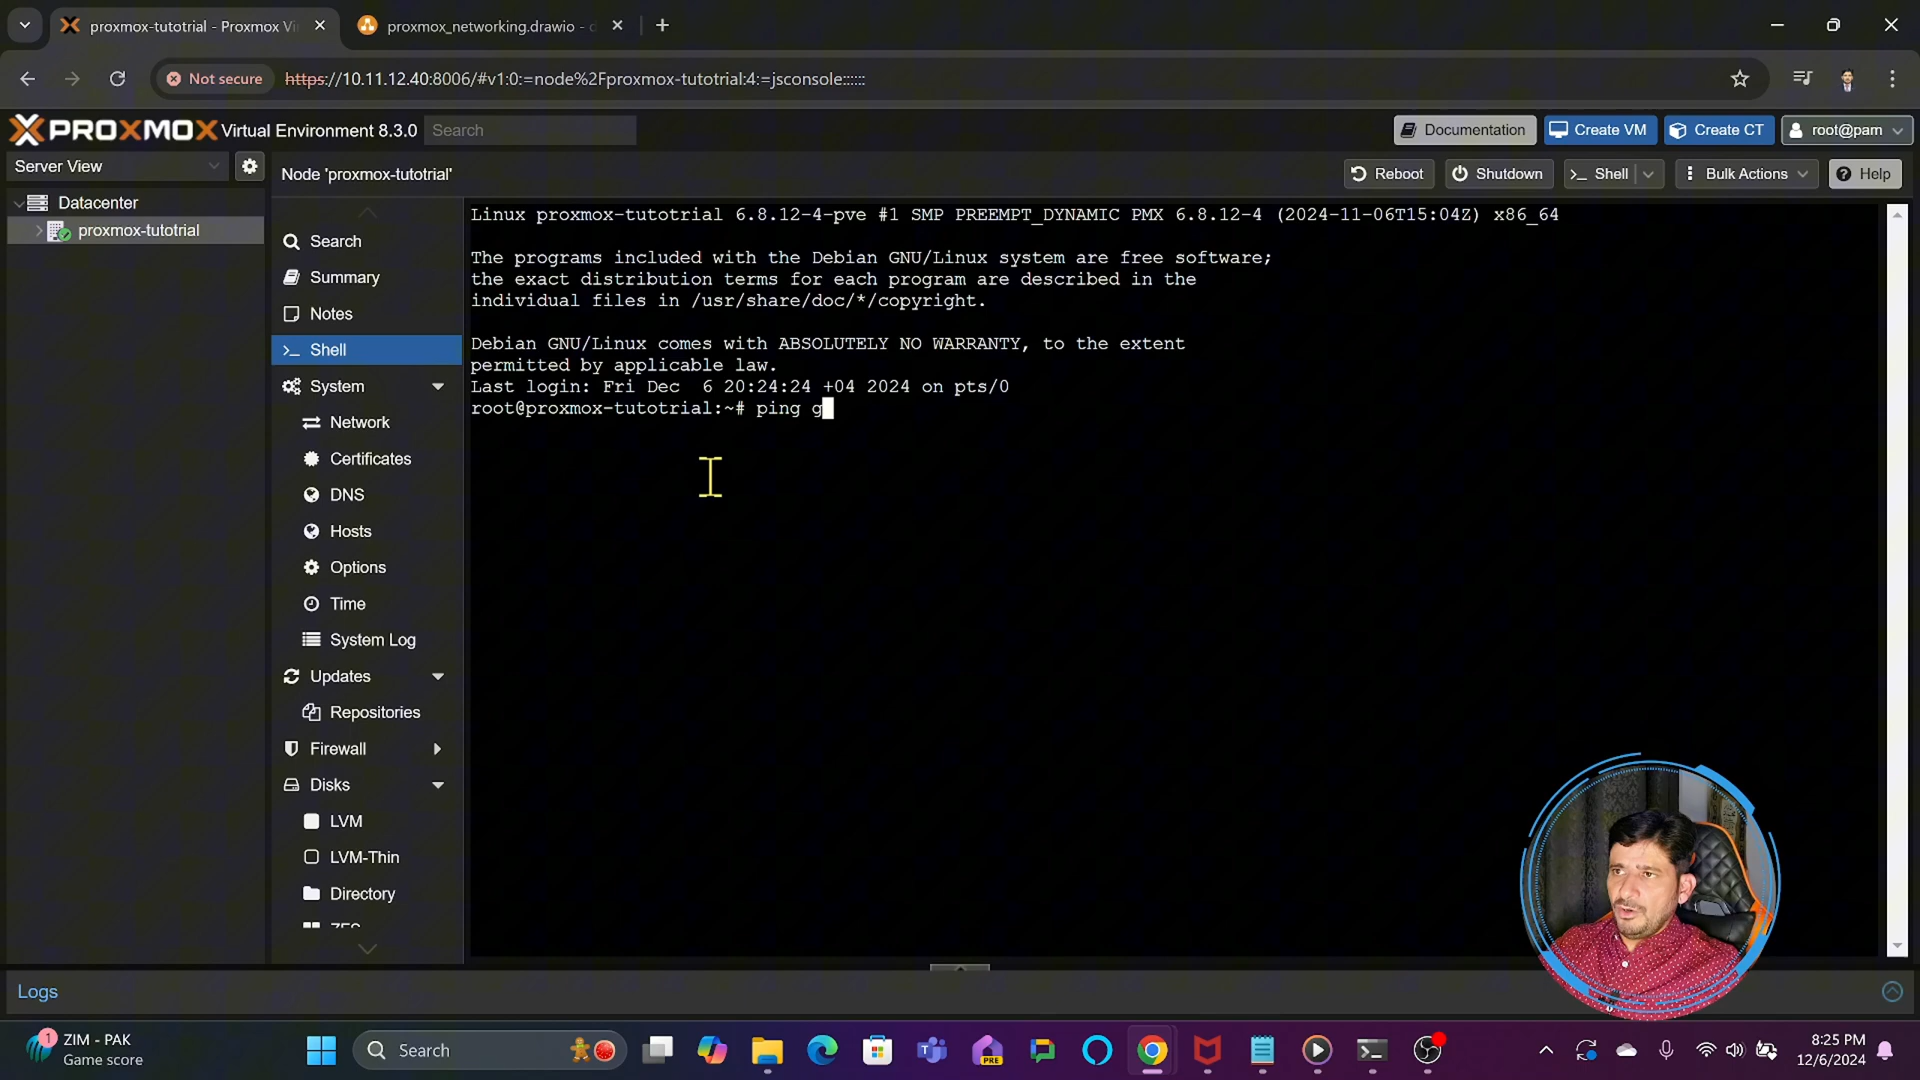 proxmox-tutotrial - Proxmox Vi
proxmox_networking.drawio - d
Not secure
https://10.11.12.40:8006/#v1:0:=node%2Fproxmox-tutotrial:4:=jsconsole::::::
PROXMOX Virtual Environment 8.3.0
Search
Documentation
Create VM
Create CT
root@pam
Server View
Node 'proxmox-tutotrial'
Reboot
Shutdown
Shell
Bulk Actions
Help
Datacenter
proxmox-tutotrial
Search
Summary
Notes
Shell
System
Network
Certificates
DNS
Hosts
Options
Time
System Log
Updates
Repositories
Firewall
Disks
LVM
LVM-Thin
Directory
ZFS
Linux proxmox-tutotrial 6.8.12-4-pve #1 SMP PREEMPT_DYNAMIC PMX 6.8.12-4 (2024-11-06T15:04Z) x86_64
The programs included with the Debian GNU/Linux system are free software;
the exact distribution terms for each program are described in the
individual files in /usr/share/doc/*/copyright.
Debian GNU/Linux comes with ABSOLUTELY NO WARRANTY, to the extent
permitted by applicable law.
Last login: Fri Dec  6 20:24:24 +04 2024 on pts/0
root@proxmox-tutotrial:~# ping g
Logs
1
ZIM - PAK
Game score
Search
PRE
8:25 PM
12/6/2024